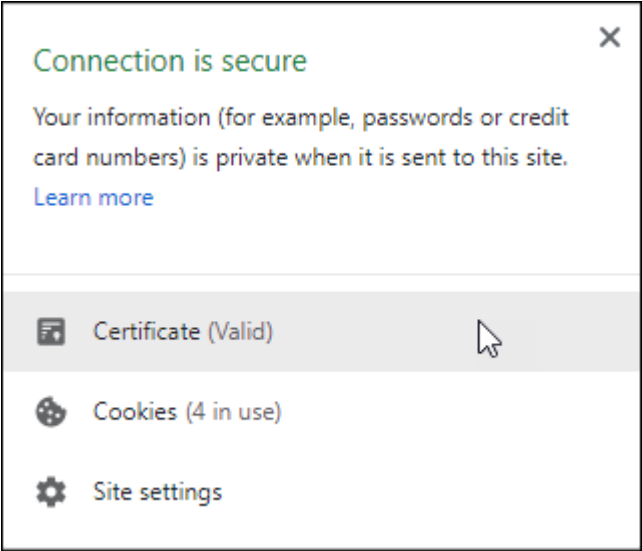 Connection is secure
Your information (for example, passwords or credit
card numbers) is private when it is sent to this site.
Learn more
Certificate (Valid)
Cookies (4 in use)
Site settings